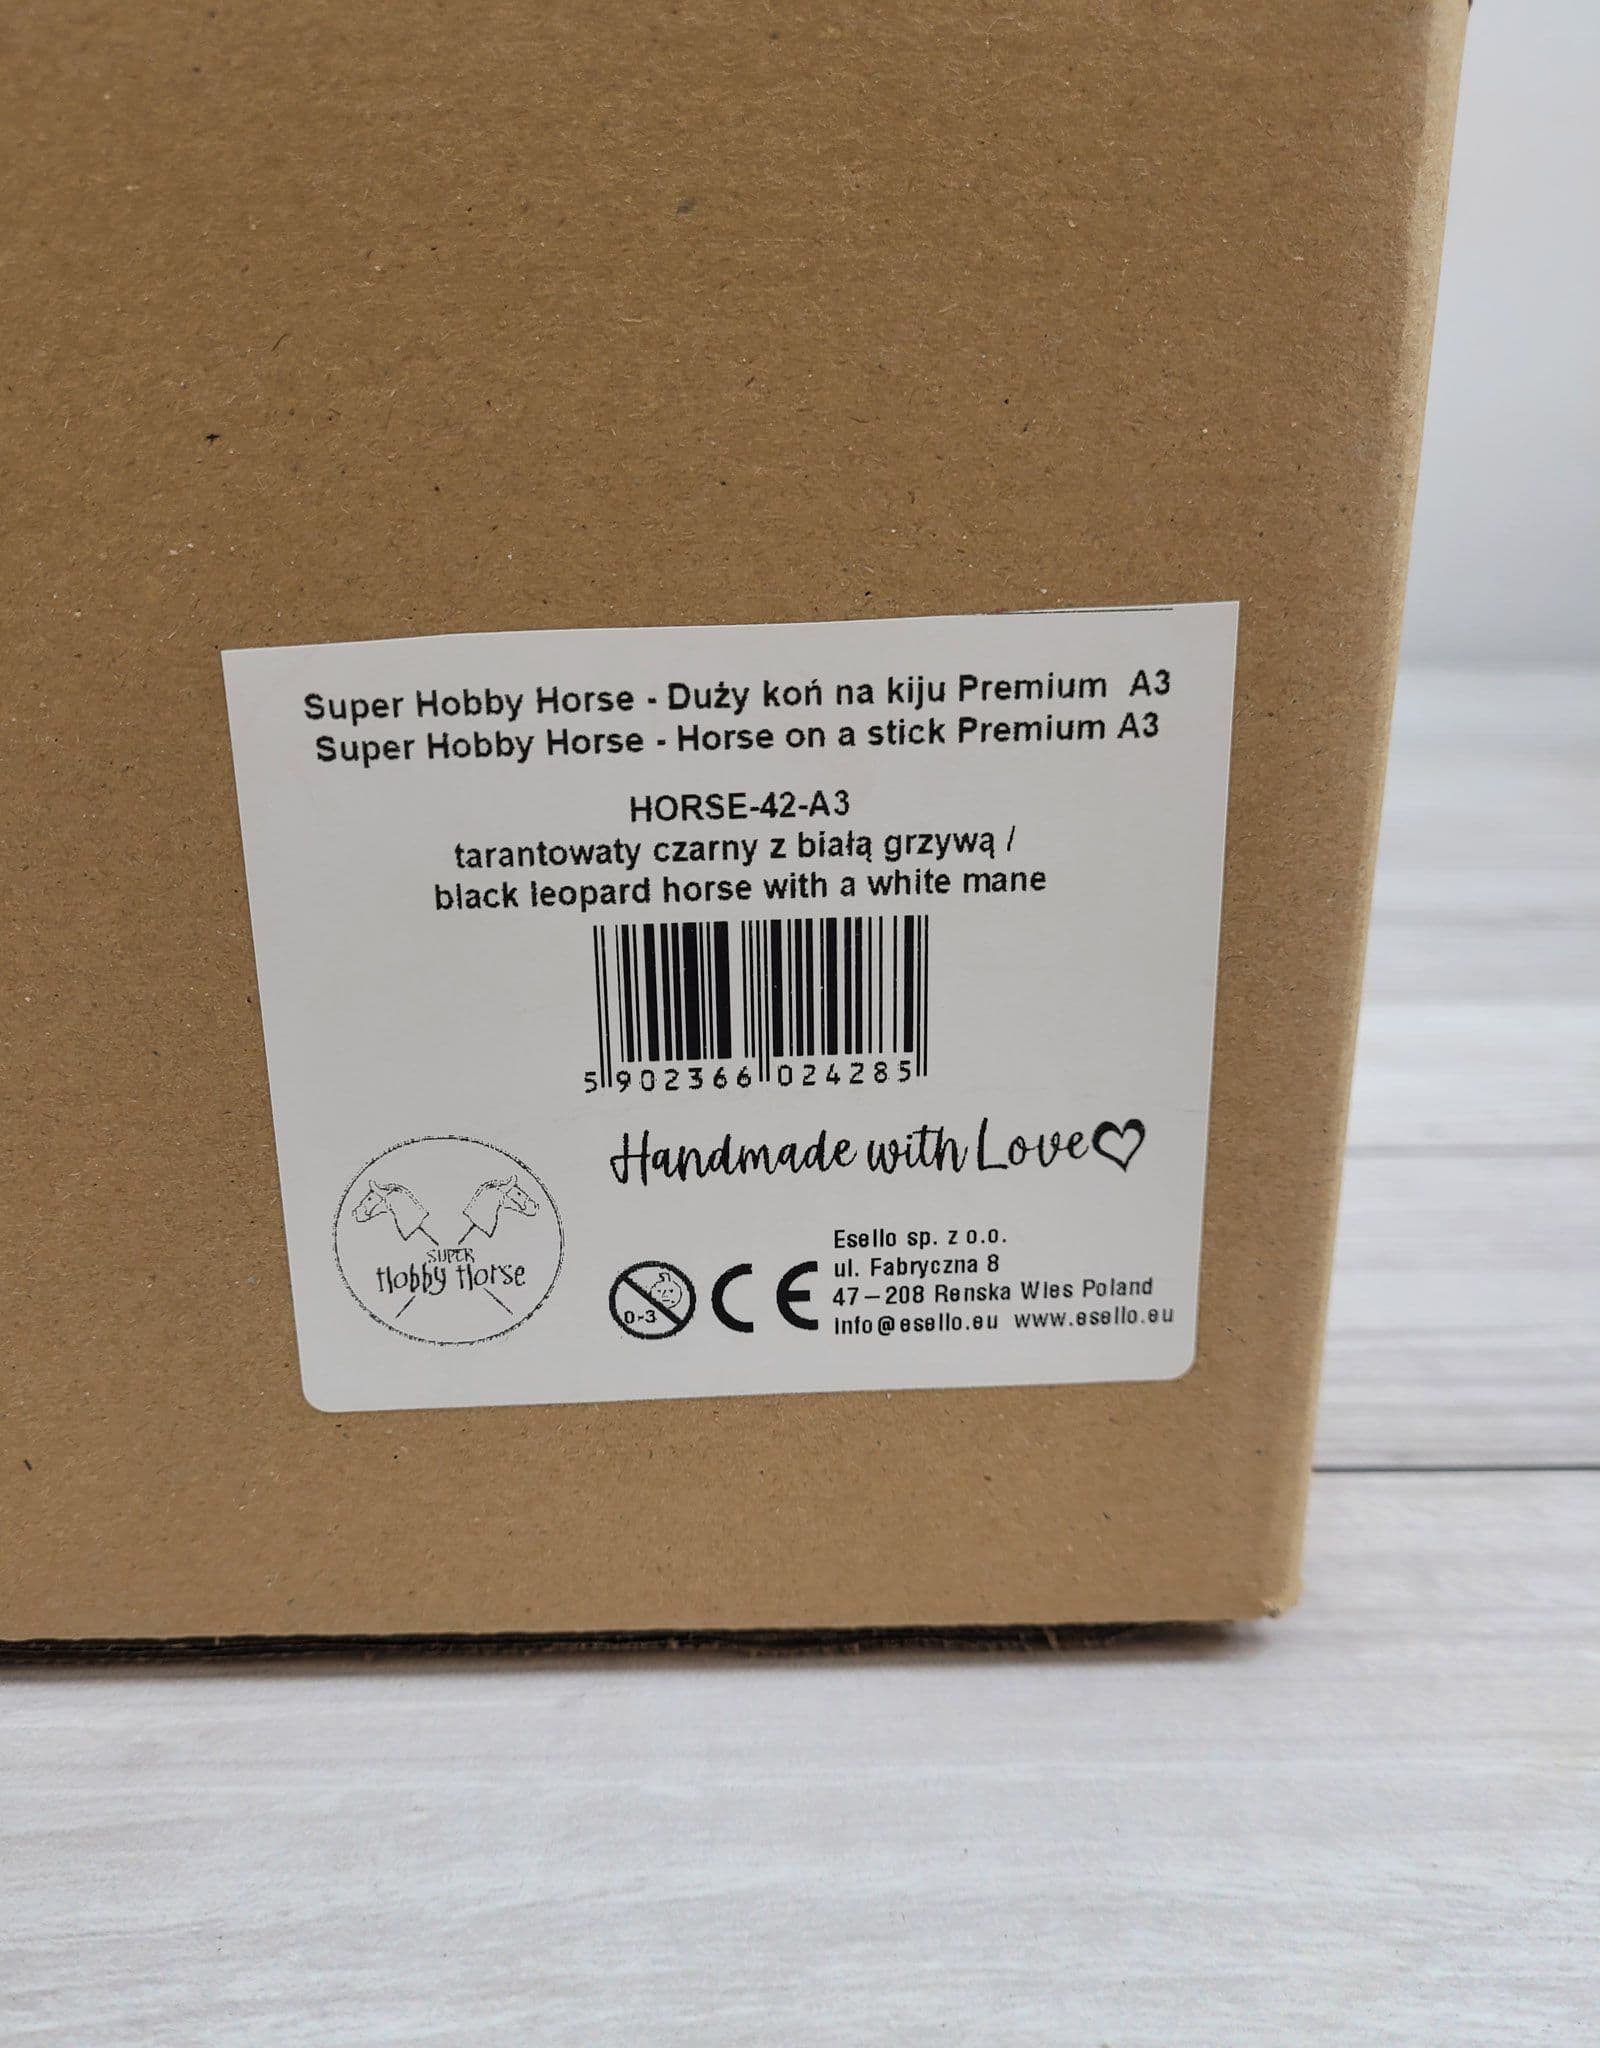 Super Hobby Horse - Duży koń na kiju Premium A3
Super Hobby Horse - Horse on a stick Premium A3
HORSE-42-A3
tarantowaty czarny z białą grzywą /
black leopard horse with a white mane
5 902366 024285
Handmade with Love
SUPER
Hobby Horse
0-3
CE
Esello sp. z o.o.
ul. Fabryczna 8
47–208 Renska Wies Poland
info@esello.eu www.esello.eu